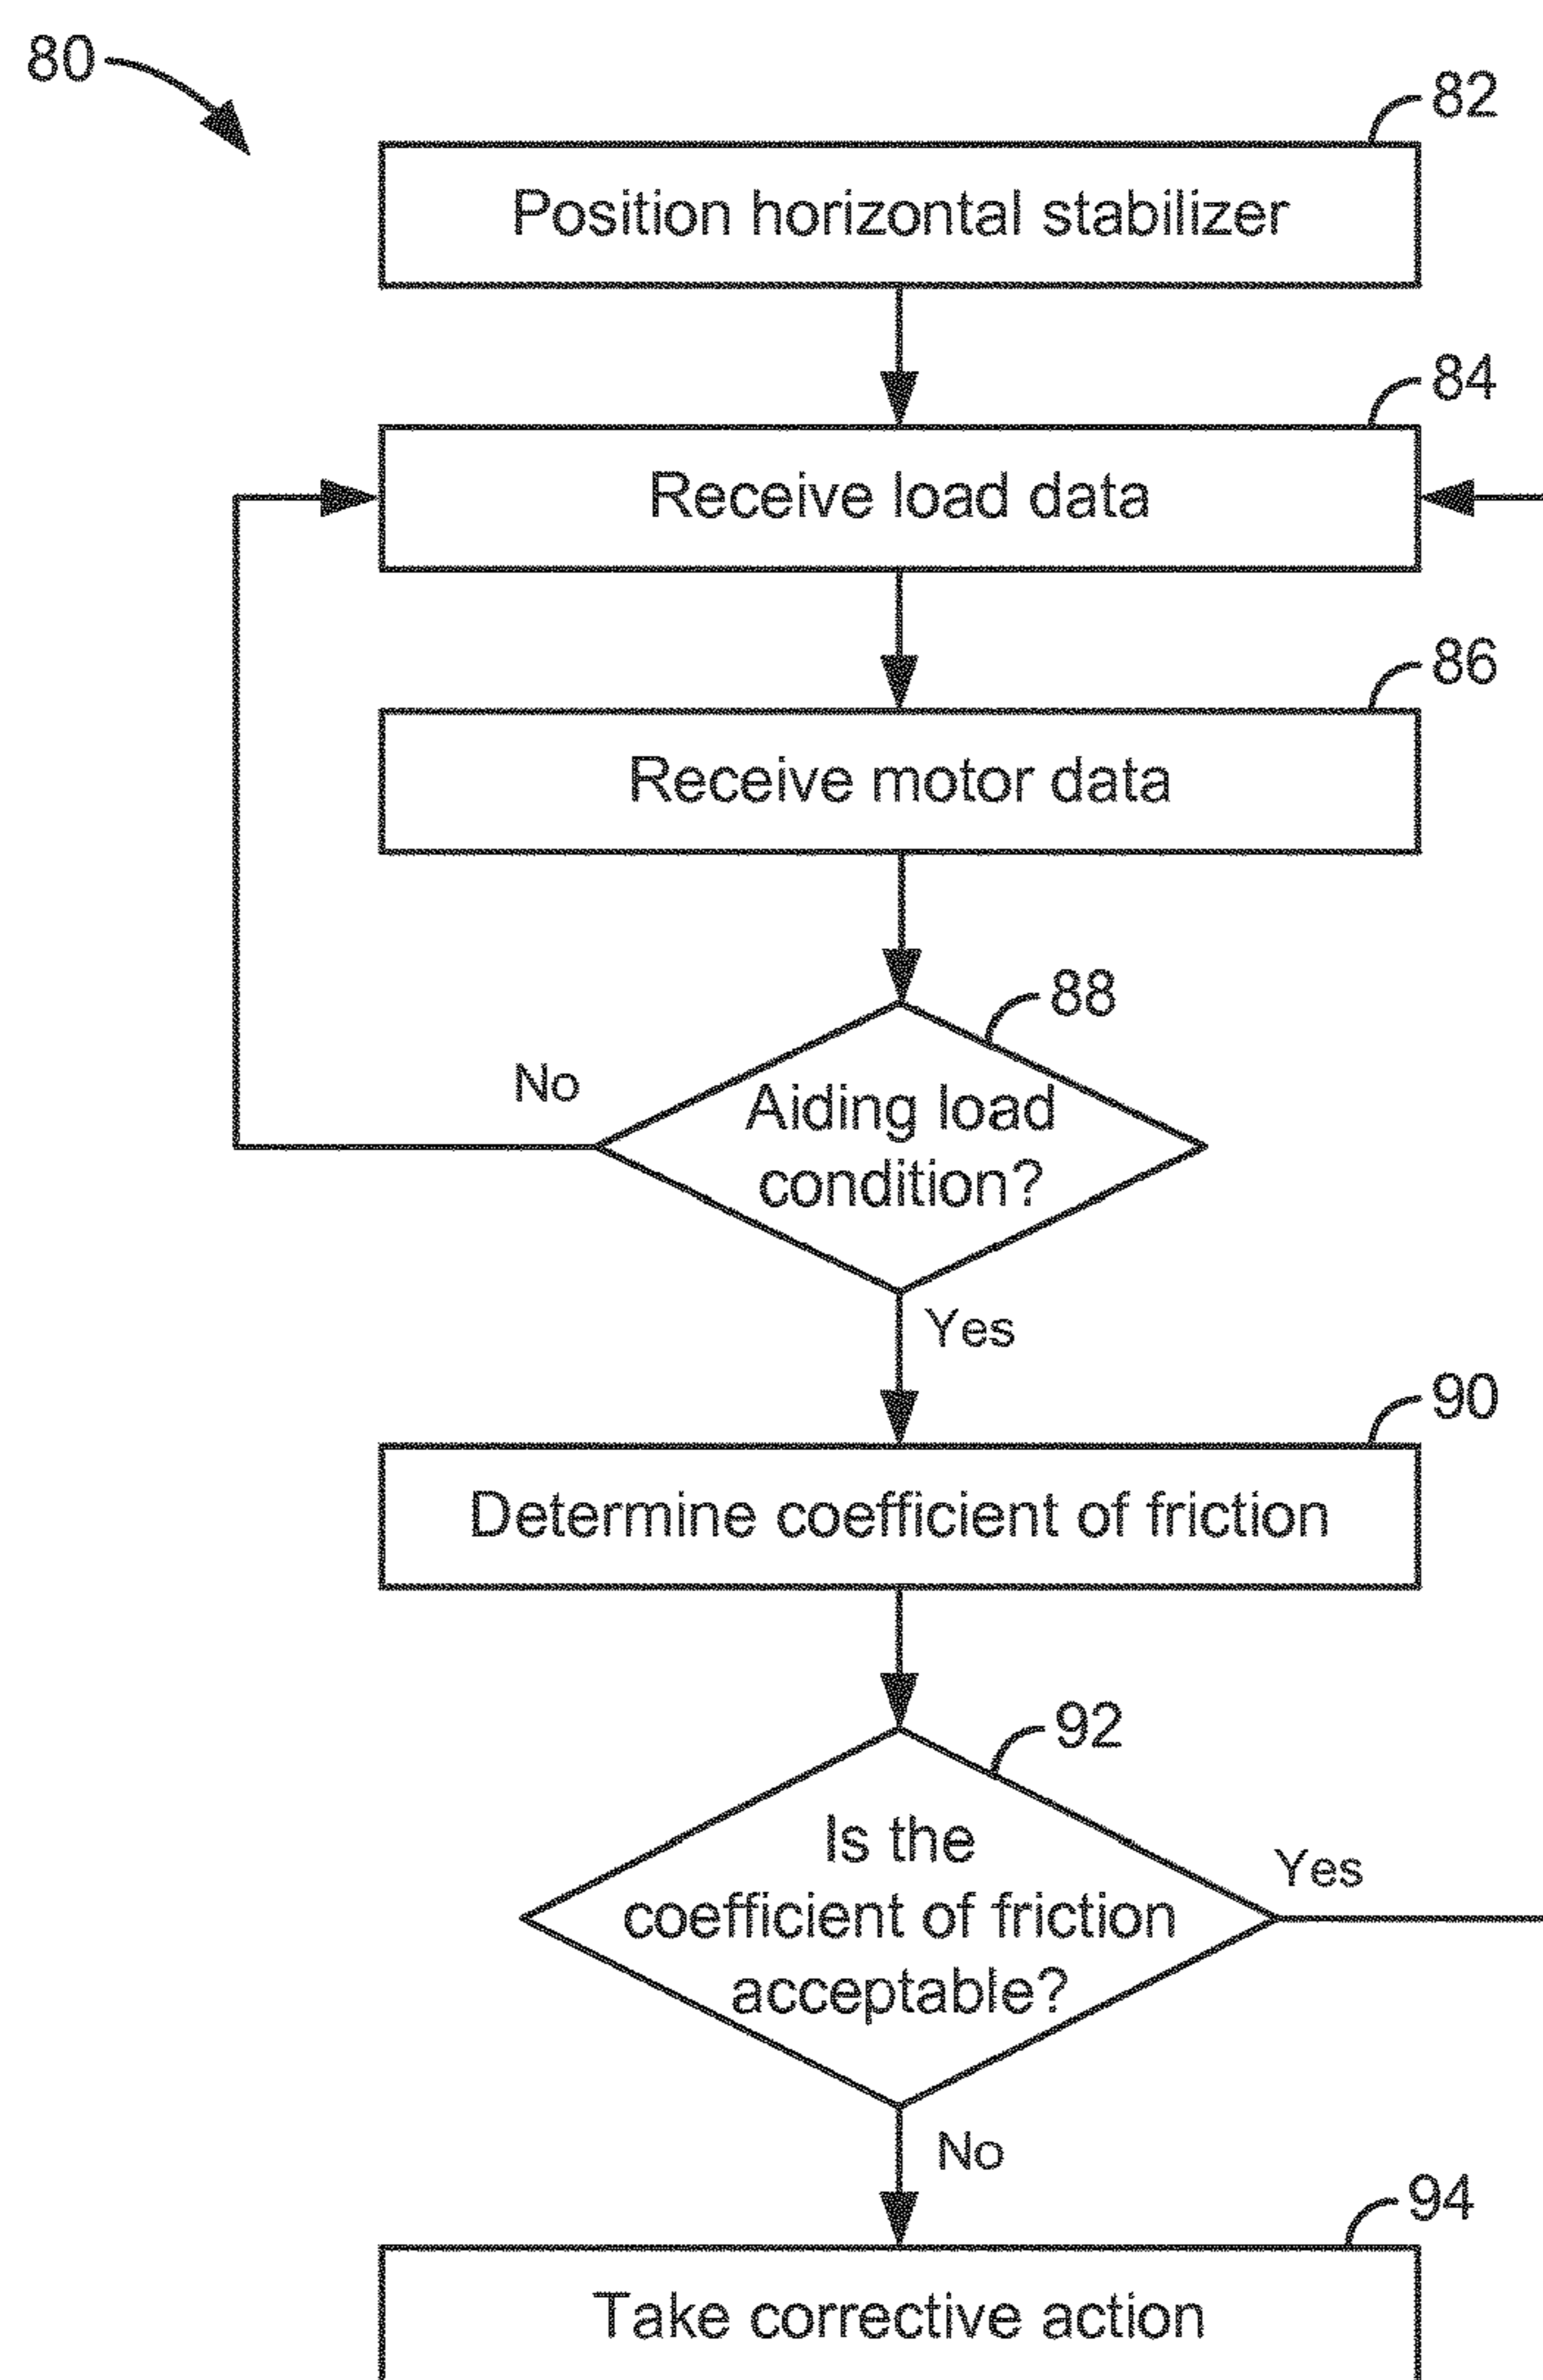 80
82
Position horizontal stabilizer
84
Receive load data
86
Receive motor data
88
No
Aiding load
condition?
Yes
90
Determine coefficient of friction
92
Is the
Yes
coefficient of friction
acceptable?
No
94
Take corrective action